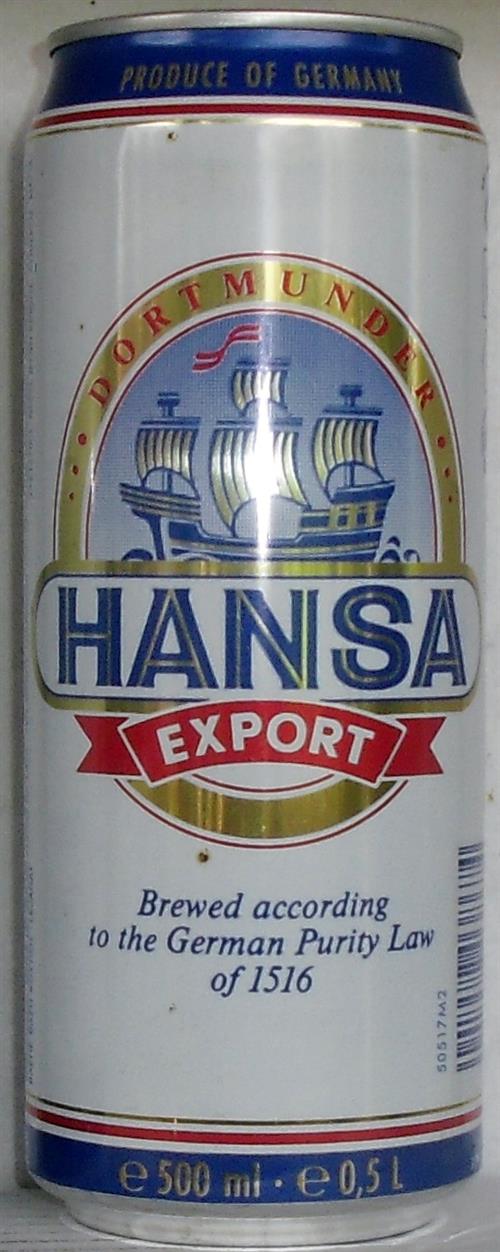 PRODUCE OF GERMANY
DORTMUNDER
HANSA
EXPORT
Brewed according
to the German Purity Law
of 1516
50517M2
℮ 500 ml · ℮ 0,5 L